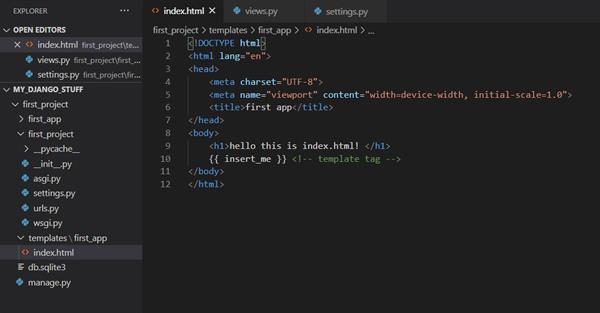 EXPLORER ...
OPEN EDITORS
index.html first_project\te...
views.py first_project\first_...
settings.py first_project\first...
MY_DJANGO_STUFF
first_project
first_app
first_project
__pycache__
__init__.py
asgi.py
settings.py
urls.py
wsgi.py
templates \ first_app
index.html
db.sqlite3
manage.py
index.html views.py settings.py
first_project > templates > first_app > index.html > ...
1 <!DOCTYPE html>
2 <html lang="en">
3 <head>
4 <meta charset="UTF-8">
5 <meta name="viewport" content="width=device-width, initial-scale=1.0">
6 <title>first app</title>
7 </head>
8 <body>
9 <h1>hello this is index.html! </h1>
10 {{ insert_me }} <!-- template tag -->
11 </body>
12 </html>